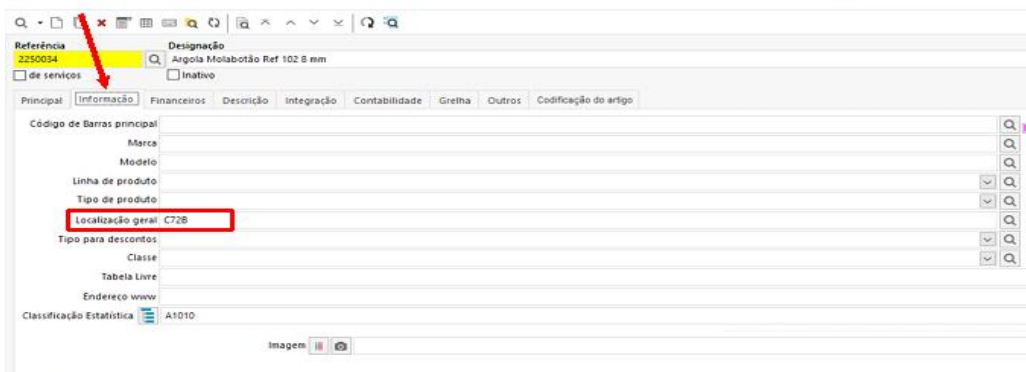 Referência Designação
2250034 Argola Molabotão Ref 102 8 mm
de serviços Inativo
Principal Informação Financeiros Descrição Integração Contabilidade Grelha Outros Codificação do artigo
Código de Barras principal
Marca
Modelo
Linha de produto
Tipo de produto
Localização geral C72B
Tipo para descontos
Classe
Tabela Livre
Endereço www
Classificação Estatística A1010
Imagem